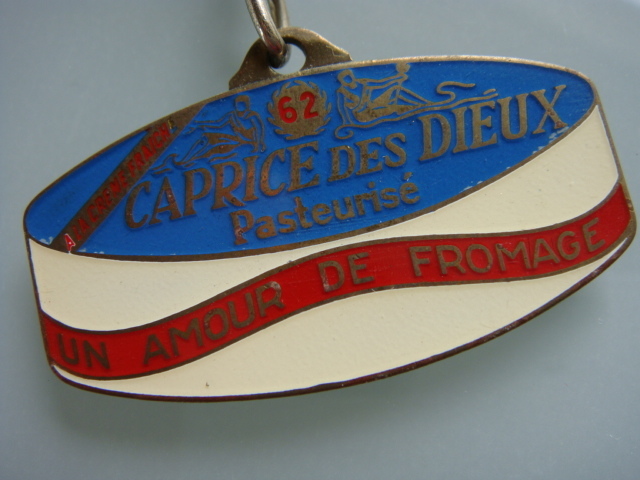 62
CAPRICE DES DIEUX
Pasteurisé
UN AMOUR DE FROMAGE